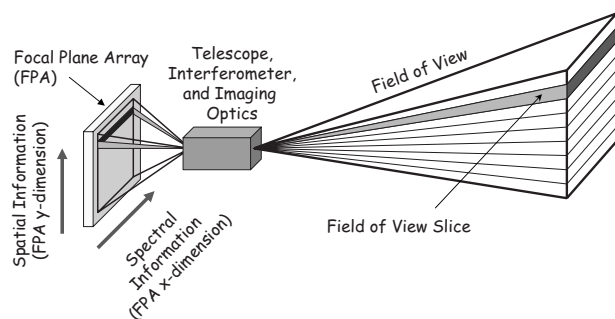 Focal Plane Array
(FPA)
Telescope,
Interferometer,
and Imaging
Optics
Field of View
Field of View Slice
Spatial Information
(FPA y-dimension)
Spectral
Information
(FPA x-dimension)